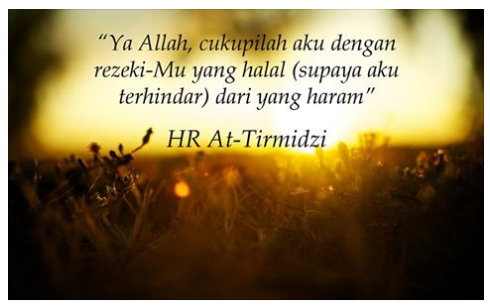 “Ya Allah, cukupilah aku dengan
rezeki-Mu yang halal (supaya aku
terhindar) dari yang haram”
HR At-Tirmidzi